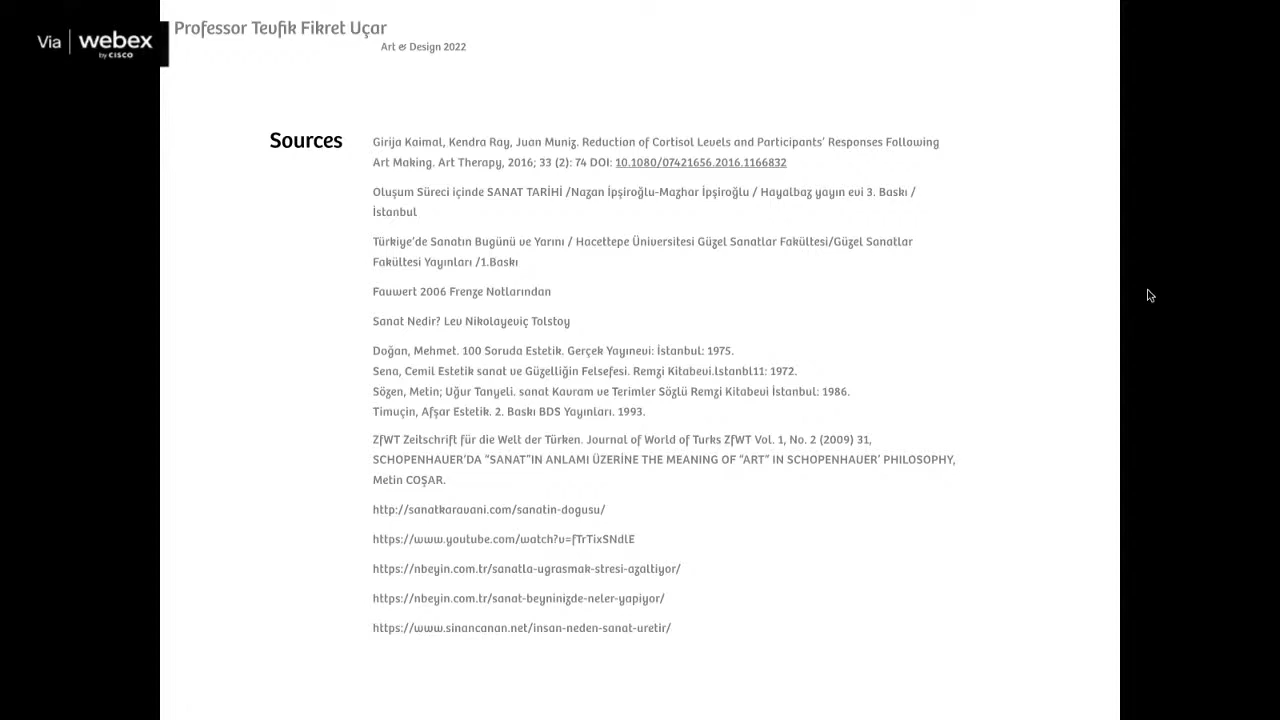 Via webex
by CISCO
Professor Tevfik Fikret Uçar
Art & Design 2022
Sources
Girija Kaimal, Kendra Ray, Juan Muniz. Reduction of Cortisol Levels and Participants’ Responses Following
Art Making. Art Therapy, 2016; 33 (2): 74 DOI: 10.1080/07421656.2016.1166832
Oluşum Süreci içinde SANAT TARİHİ /Nazan İpşiroğlu-Mazhar İpşiroğlu / Hayalbaz yayın evi 3. Baskı /
İstanbul
Türkiye’de Sanatın Bugünü ve Yarını / Hacettepe Üniversitesi Güzel Sanatlar Fakültesi/Güzel Sanatlar
Fakültesi Yayınları /1.Baskı
Fauwert 2006 Frenze Notlarından
Sanat Nedir? Lev Nikolayeviç Tolstoy
Doğan, Mehmet. 100 Soruda Estetik. Gerçek Yayınevi: İstanbul: 1975.
Sena, Cemil Estetik sanat ve Güzelliğin Felsefesi. Remzi Kitabevi.lstanbl11: 1972.
Sözen, Metin; Uğur Tanyeli. sanat Kavram ve Terimler Sözlü Remzi Kitabevi İstanbul: 1986.
Timuçin, Afşar Estetik. 2. Baskı BDS Yayınları. 1993.
ZfWT Zeitschrift für die Welt der Türken. Journal of World of Turks ZfWT Vol. 1, No. 2 (2009) 31,
SCHOPENHAUER’DA “SANAT”IN ANLAMI ÜZERİNE THE MEANING OF “ART” IN SCHOPENHAUER’ PHILOSOPHY,
Metin COŞAR.
http://sanatkaravani.com/sanatin-dogusu/
https://www.youtube.com/watch?v=fTrTixSNdlE
https://nbeyin.com.tr/sanatla-ugrasmak-stresi-azaltiyor/
https://nbeyin.com.tr/sanat-beyninizde-neler-yapiyor/
https://www.sinancanan.net/insan-neden-sanat-uretir/